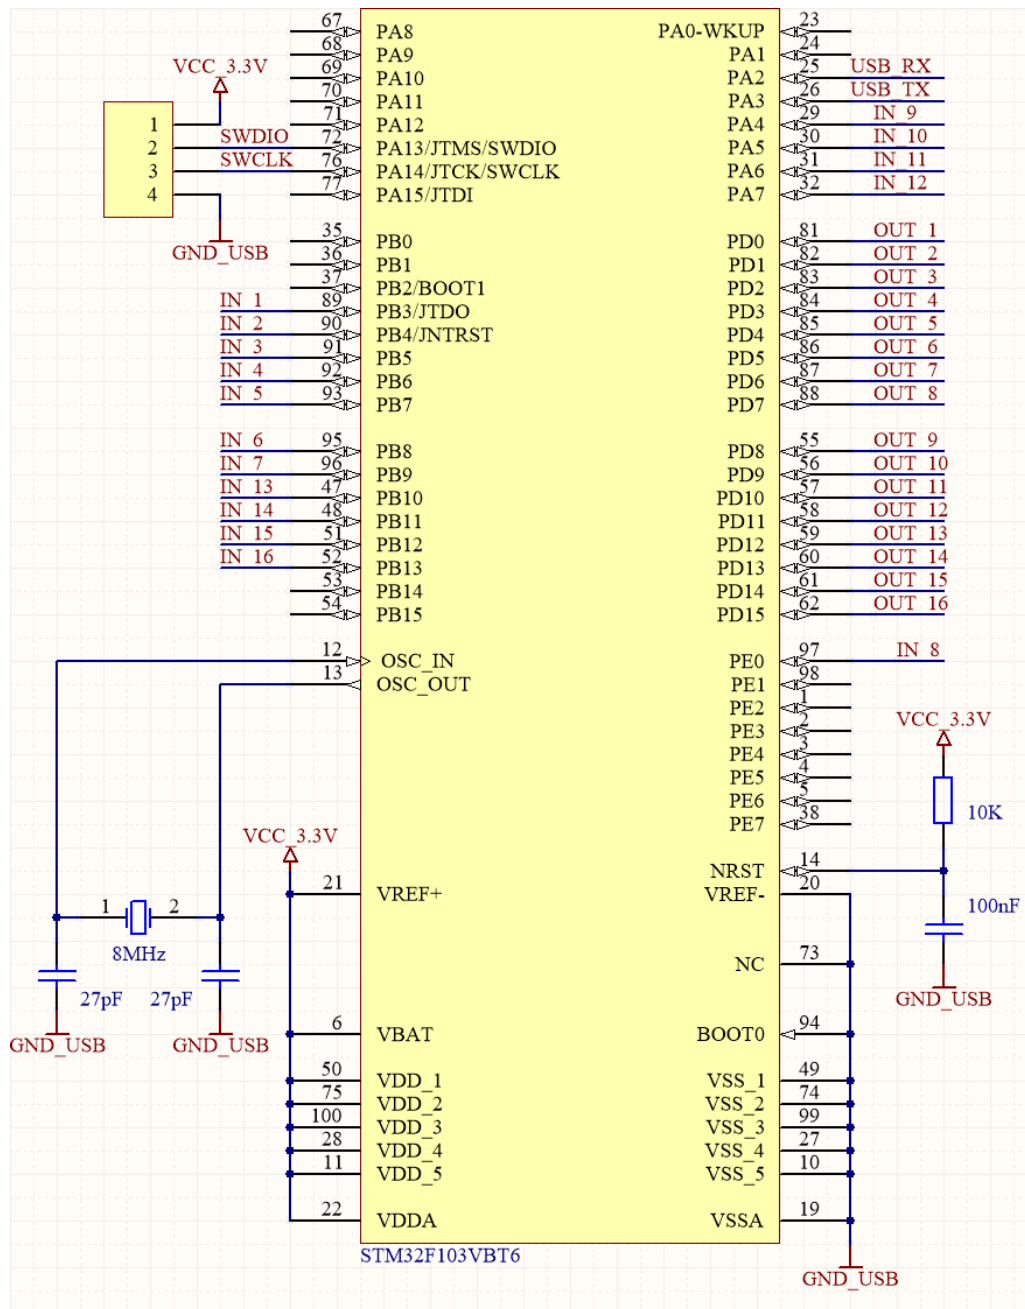 67 PA8 PA0-WKUP 23
68 PA9 PA1 24
VCC_3.3V 69 PA10 PA2 25 USB_RX
70 PA11 PA3 26 USB_TX
1 71 PA12 PA4 29 IN_9
2 SWDIO 72 PA13/JTMS/SWDIO PA5 30 IN_10
3 SWCLK 76 PA14/JTCK/SWCLK PA6 31 IN_11
4 77 PA15/JTDI PA7 32 IN_12
GND_USB
35 PB0 PD0 81 OUT_1
36 PB1 PD1 82 OUT_2
37 PB2/BOOT1 PD2 83 OUT_3
IN_1 89 PB3/JTDO PD3 84 OUT_4
IN_2 90 PB4/JNTRST PD4 85 OUT_5
IN_3 91 PB5 PD5 86 OUT_6
IN_4 92 PB6 PD6 87 OUT_7
IN_5 93 PB7 PD7 88 OUT_8
IN_6 95 PB8 PD8 55 OUT_9
IN_7 96 PB9 PD9 56 OUT_10
IN_13 47 PB10 PD10 57 OUT_11
IN_14 48 PB11 PD11 58 OUT_12
IN_15 51 PB12 PD12 59 OUT_13
IN_16 52 PB13 PD13 60 OUT_14
53 PB14 PD14 61 OUT_15
54 PB15 PD15 62 OUT_16
12 OSC_IN PE0 97 IN_8
13 OSC_OUT PE1 98
PE2 1
PE3 2
VCC_3.3V
PE4 3
PE5 4
PE6 5
PE7 38
10K
VCC_3.3V
NRST 14
21 VREF+ VREF- 20
1 2
100nF
8MHz
NC 73
27pF 27pF
GND_USB
6 VBAT BOOT0 94
GND_USB GND_USB
50 VDD_1 VSS_1 49
75 VDD_2 VSS_2 74
100 VDD_3 VSS_3 99
28 VDD_4 VSS_4 27
11 VDD_5 VSS_5 10
22 VDDA VSSA 19
STM32F103VBT6
GND_USB